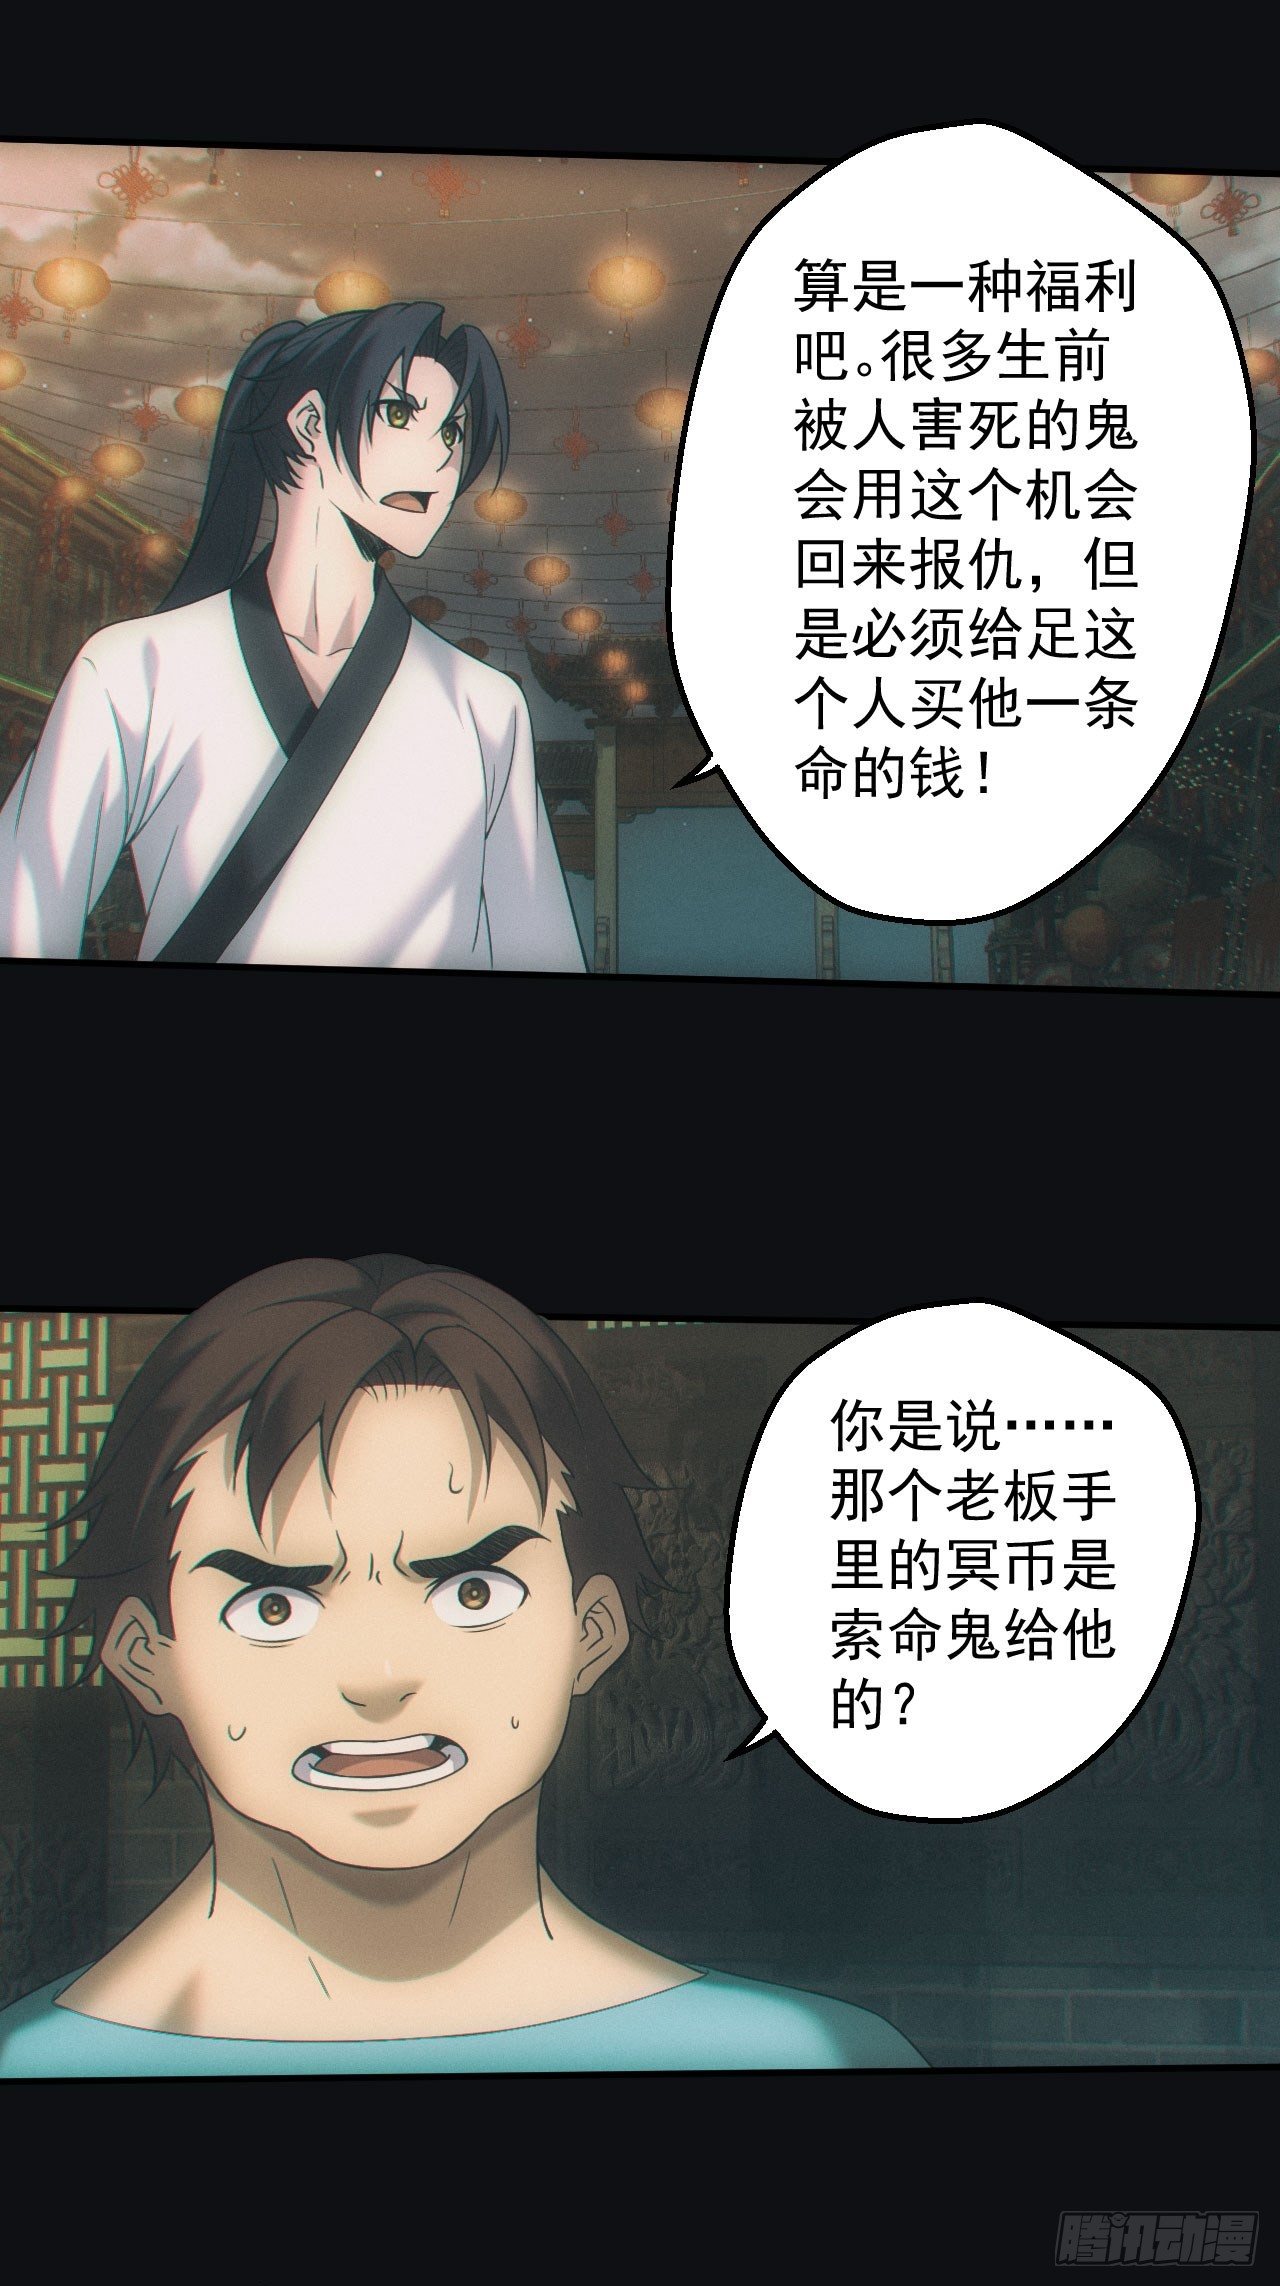 算是一种福利
吧。很多生前
被人害死的鬼
会用这个机会
回来报仇，但
是必须给足这
个人买他一条
命的钱！
你是说……
那个老板手
里的冥币是
索命鬼给他
的？
腾讯动漫